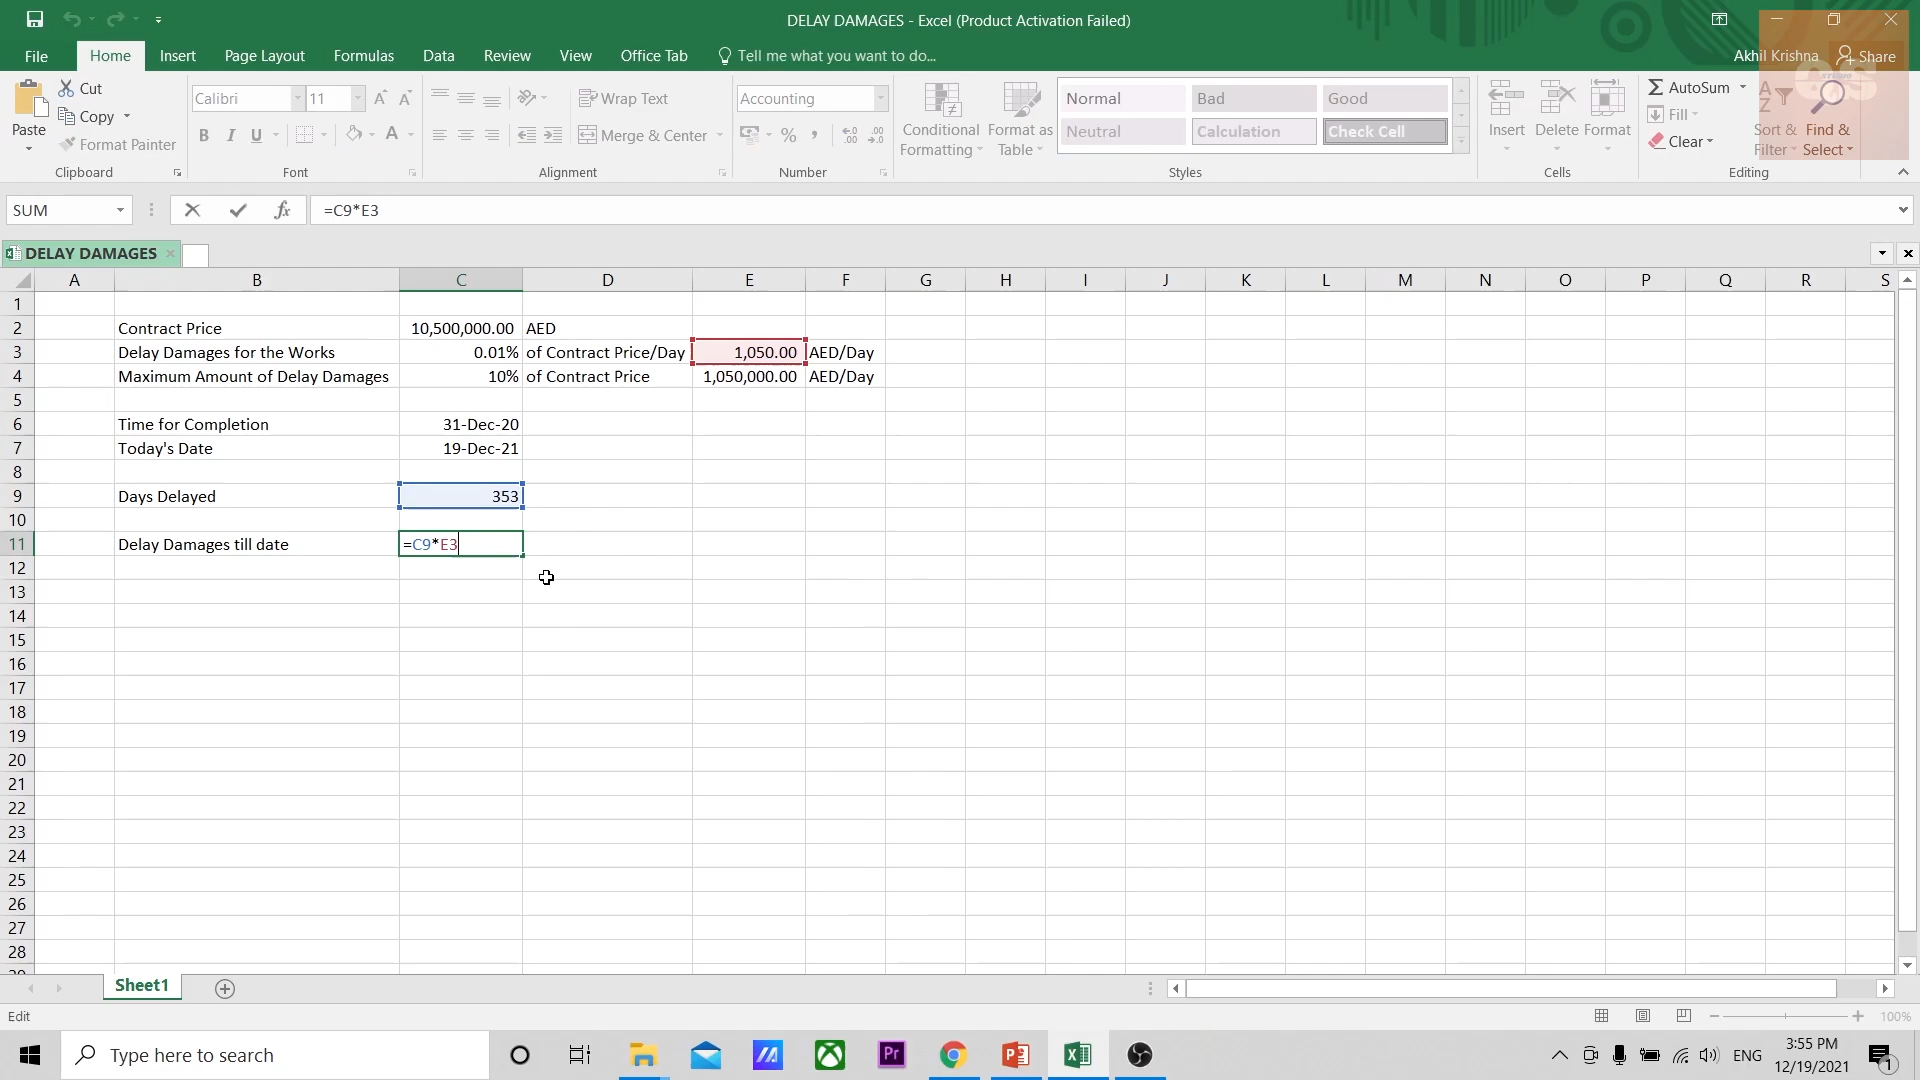 DELAY DAMAGES - Excel (Product Activation Failed)
File Home Insert Page Layout Formulas Data Review View Office Tab Tell me what you want to do... Akhil Krishna Share
Paste
Cut
Copy
Format Painter
Clipboard
Calibri 11
B I U
Font
Wrap Text
Merge & Center
Alignment
Accounting
%
Number
Conditional Formatting
Format as Table
Normal Bad Good
Neutral Calculation Check Cell
Styles
Insert Delete Format
Cells
AutoSum
Fill
Clear
Sort & Filter
Find & Select
Editing
SUM fx =C9*E3
DELAY DAMAGES
A B C D E F G H I J K L M N O P Q R S
1
2 Contract Price 10,500,000.00 AED
3 Delay Damages for the Works 0.01% of Contract Price/Day 1,050.00 AED/Day
4 Maximum Amount of Delay Damages 10% of Contract Price 1,050,000.00 AED/Day
5
6 Time for Completion 31-Dec-20
7 Today's Date 19-Dec-21
8
9 Days Delayed 353
10
11 Delay Damages till date =C9*E3
12
13
14
15
16
17
18
19
20
21
22
23
24
25
26
27
28
Sheet1
Edit 100%
Type here to search
Pr
ENG
3:55 PM
12/19/2021
1